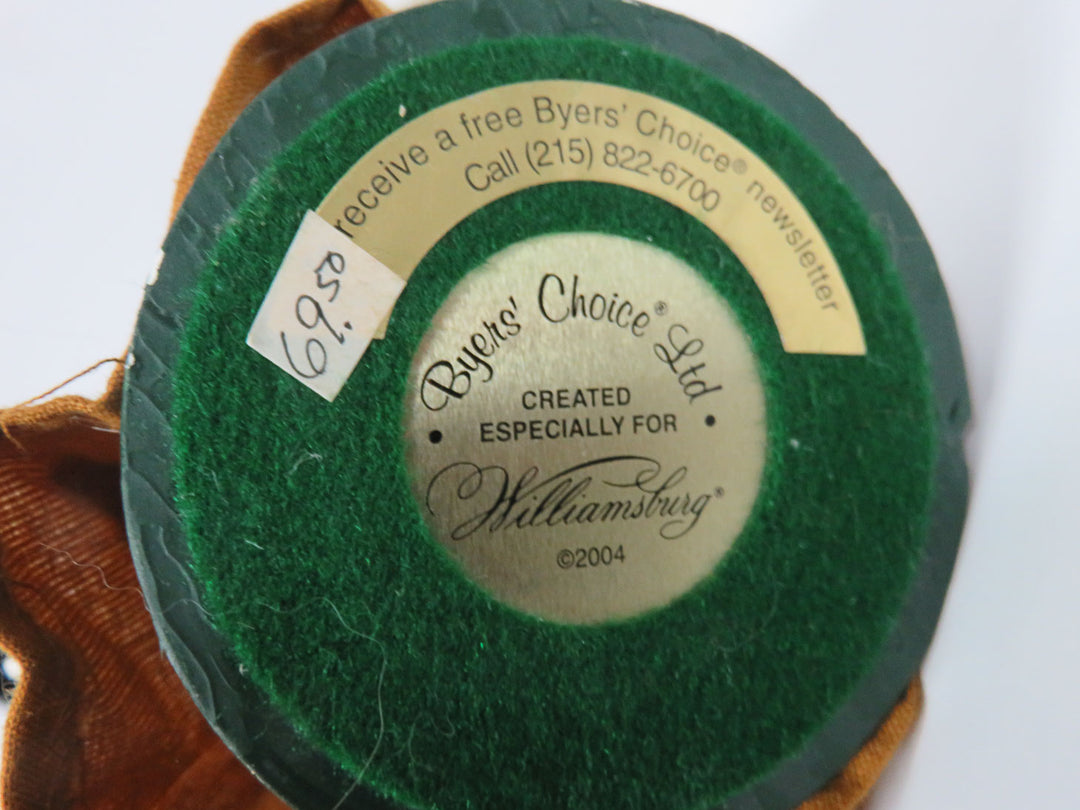 receive a free Byers' Choice® newsletter
Call (215) 822-6700
69.50
Byers' Choice® Ltd
• CREATED •
ESPECIALLY FOR
Williamsburg®
©2004